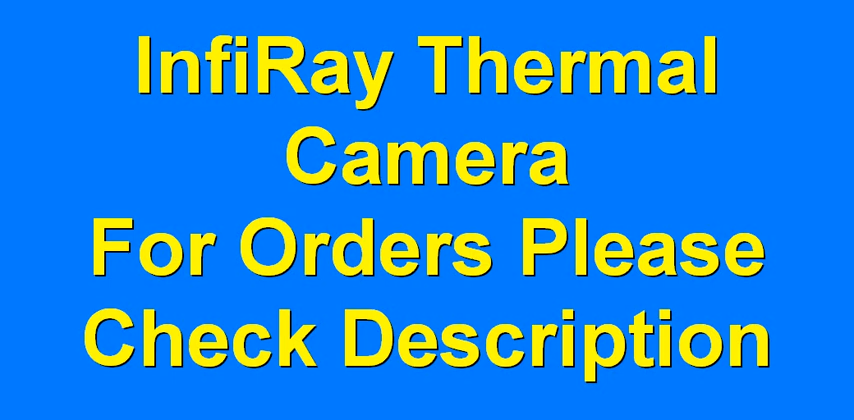 InfiRay Thermal
Camera
For Orders Please
Check Description